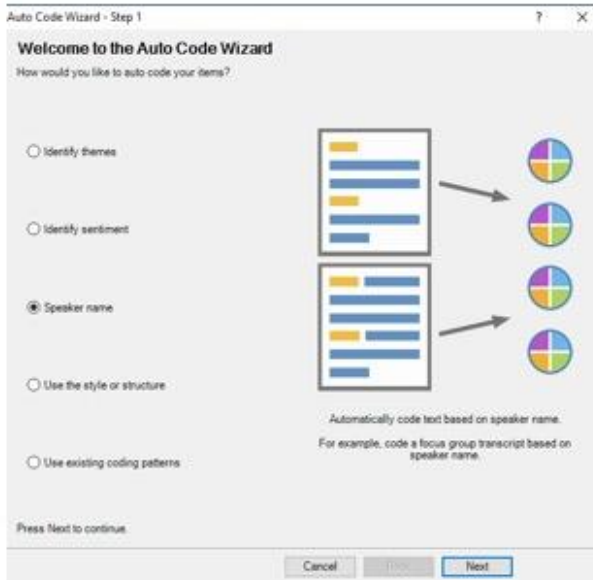 Auto Code Wizard - Step 1
?
Welcome to the Auto Code Wizard
How would you like to auto code your items?
Identify themes
Identify sentiment
Speaker name
Use the style or structure
Use existing coding patterns
Automatically code text based on speaker name.
For example, code a focus group transcript based on
speaker name.
Press Next to continue.
Cancel
Next